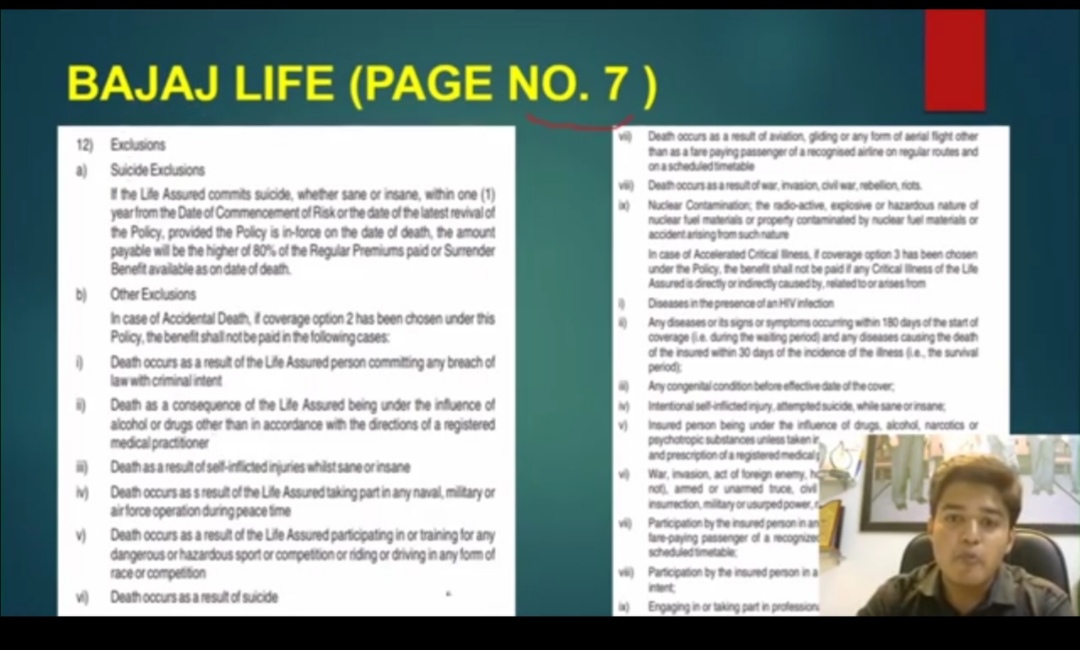 BAJAJ LIFE (PAGE NO. 7 )
12) Exclusions
a) Suicide Exclusions
If the Life Assured commits suicide, whether sane or insane, within one (1)
year from the Date of Commencement of Risk or the date of the latest revival of
the Policy, provided the Policy is in-force on the date of death, the amount
payable will be the higher of 80% of the Regular Premiums paid or Surrender
Benefit available as on date of death.
b) Other Exclusions
In case of Accidental Death, if coverage option 2 has been chosen under this
Policy, the benefit shall not be paid in the following cases:
i) Death occurs as a result of the Life Assured person committing any breach of
law with criminal intent
ii) Death as a consequence of the Life Assured being under the influence of
alcohol or drugs other than in accordance with the directions of a registered
medical practitioner
iii) Death as a result of self-inflicted injuries whilst sane or insane
iv) Death occurs as s result of the Life Assured taking part in any naval, military or
air force operation during peace time
v) Death occurs as a result of the Life Assured participating in or training for any
dangerous or hazardous sport or competition or riding or driving in any form of
race or competition
vi) Death occurs as a result of suicide
vii) Death occurs as a result of aviation, gliding or any form of aerial flight other
than as a fare paying passenger of a recognised airline on regular routes and
on a scheduled timetable
viii) Death occurs as a result of war, invasion, civil war, rebellion, riots.
ix) Nuclear Contamination; the radio-active, explosive or hazardous nature of
nuclear fuel materials or property contaminated by nuclear fuel materials or
accident arising from such nature
In case of Accelerated Critical Illness, if coverage option 3 has been chosen
under the Policy, the benefit shall not be paid if any Critical Illness of the Life
Assured is directly or indirectly caused by, related to or arises from
i) Diseases in the presence of an HIV infection
ii) Any diseases or its signs or symptoms occurring within 180 days of the start of
coverage (i.e. during the waiting period) and any diseases causing the death
of the insured within 30 days of the incidence of the illness (i.e., the survival
period);
iii) Any congenital condition before effective date of the cover;
iv) Intentional self-inflicted injury, attempted suicide, while sane or insane;
v) Insured person being under the influence of drugs, alcohol, narcotics or
psychotropic substances unless taken
and prescription of a registered medical
vi) War, invasion, act of foreign enemy,
not), armed or unarmed truce, civil
insurrection, military or usurped power,
vii) Participation by the insured person in
fare-paying passenger of a
scheduled timetable;
viii) Participation by the insured person in a
intent;
ix) Engaging in or taking part in